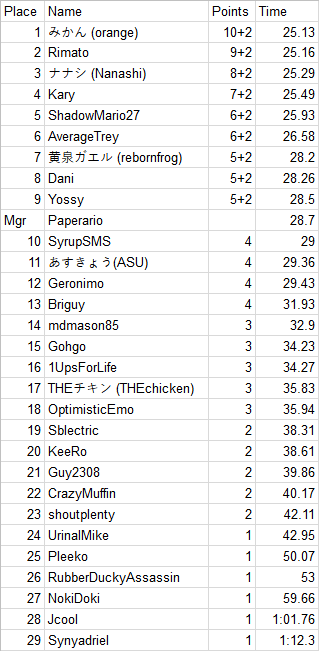 Place Name Points Time
1 みかん (orange) 10+2 25.13
2 Rimato 9+2 25.16
3 ナナシ (Nanashi) 8+2 25.29
4 Kary 7+2 25.49
5 ShadowMario27 6+2 25.93
6 AverageTrey 6+2 26.58
7 黄泉ガエル (rebornfrog) 5+2 28.2
8 Dani 5+2 28.26
9 Yossy 5+2 28.5
Mgr Paperario 28.7
10 SyrupSMS 4 29
11 あすきょう(ASU) 4 29.36
12 Geronimo 4 29.43
13 Briguy 4 31.93
14 mdmason85 3 32.9
15 Gohgo 3 34.23
16 1UpsForLife 3 34.27
17 THEチキン (THEchicken) 3 35.83
18 OptimisticEmo 3 35.94
19 Sblectric 2 38.31
20 KeeRo 2 38.61
21 Guy2308 2 39.86
22 CrazyMuffin 2 40.17
23 shoutplenty 2 42.11
24 UrinalMike 1 42.95
25 Pleeko 1 50.07
26 RubberDuckyAssassin 1 53
27 NokiDoki 1 59.66
28 Jcool 1 1:01.76
29 Synyadriel 1 1:12.3